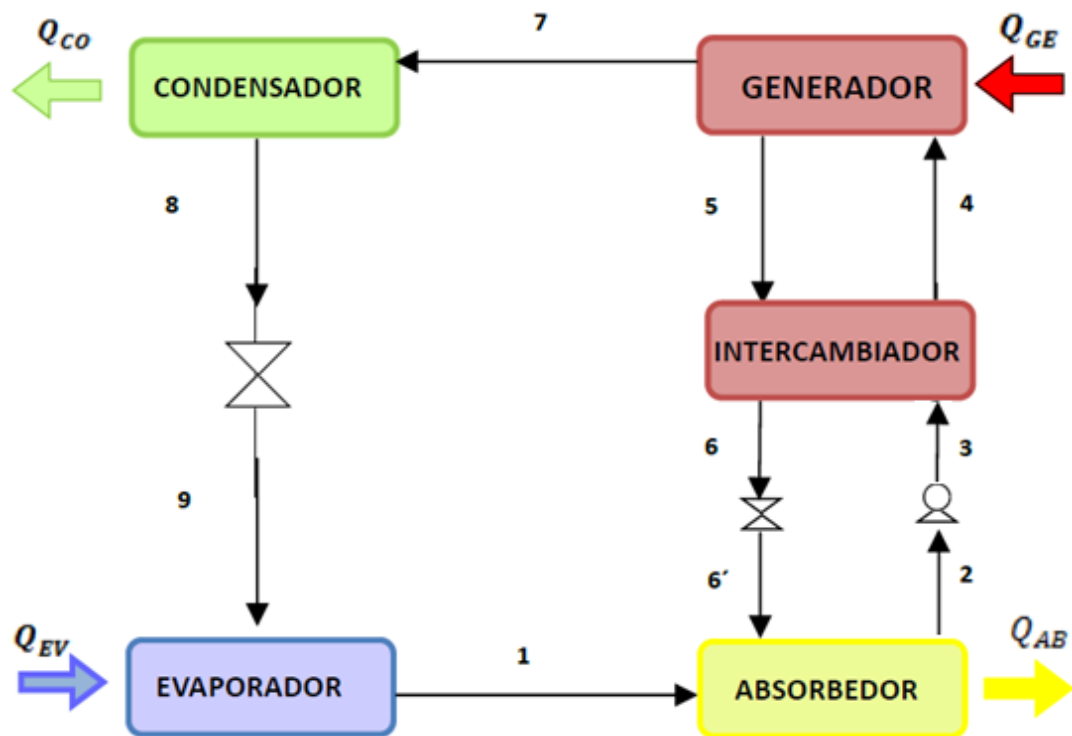 Q_CO
7
Q_GE
CONDENSADOR
GENERADOR
8
5
4
INTERCAMBIADOR
6
3
9
6´
2
Q_EV
1
Q_AB
EVAPORADOR
ABSORBEDOR